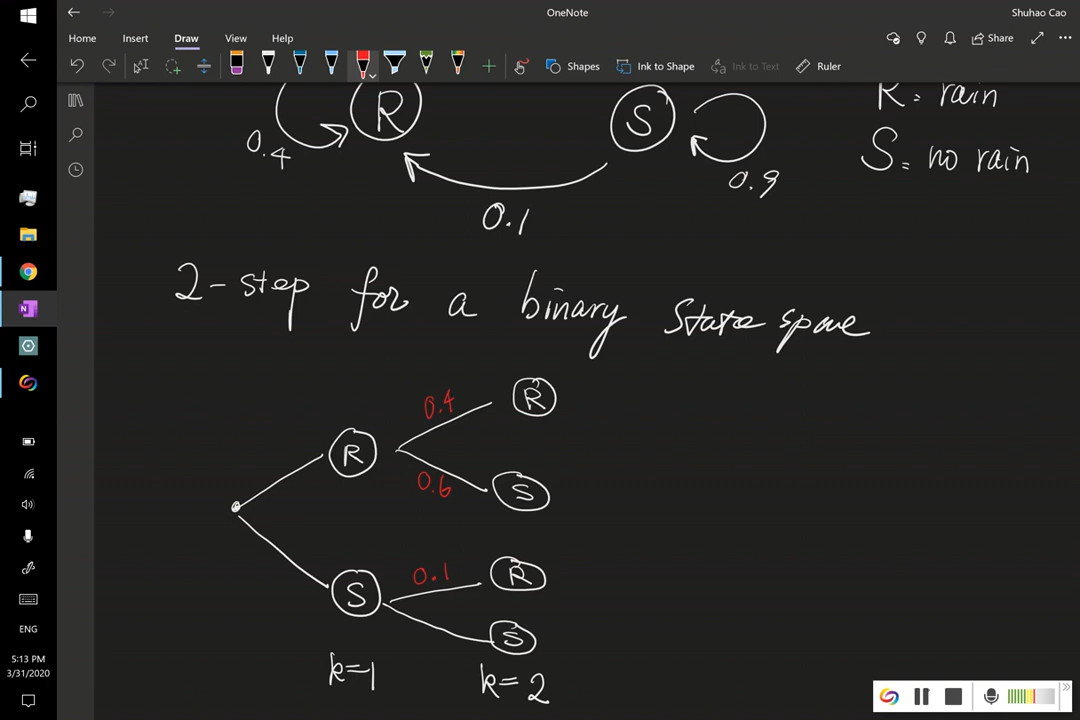 OneNote
Shuhao Cao
Home Insert Draw View Help
Share
Shapes Ink to Shape Ink to Text Ruler
R = rain
R S
0.4 0.9
S = no rain
0.1
2-step for a binary state space
0.4 R
R
0.6 S
0.1 R
S
S
k=1 k=2
ENG
5:13 PM
3/31/2020